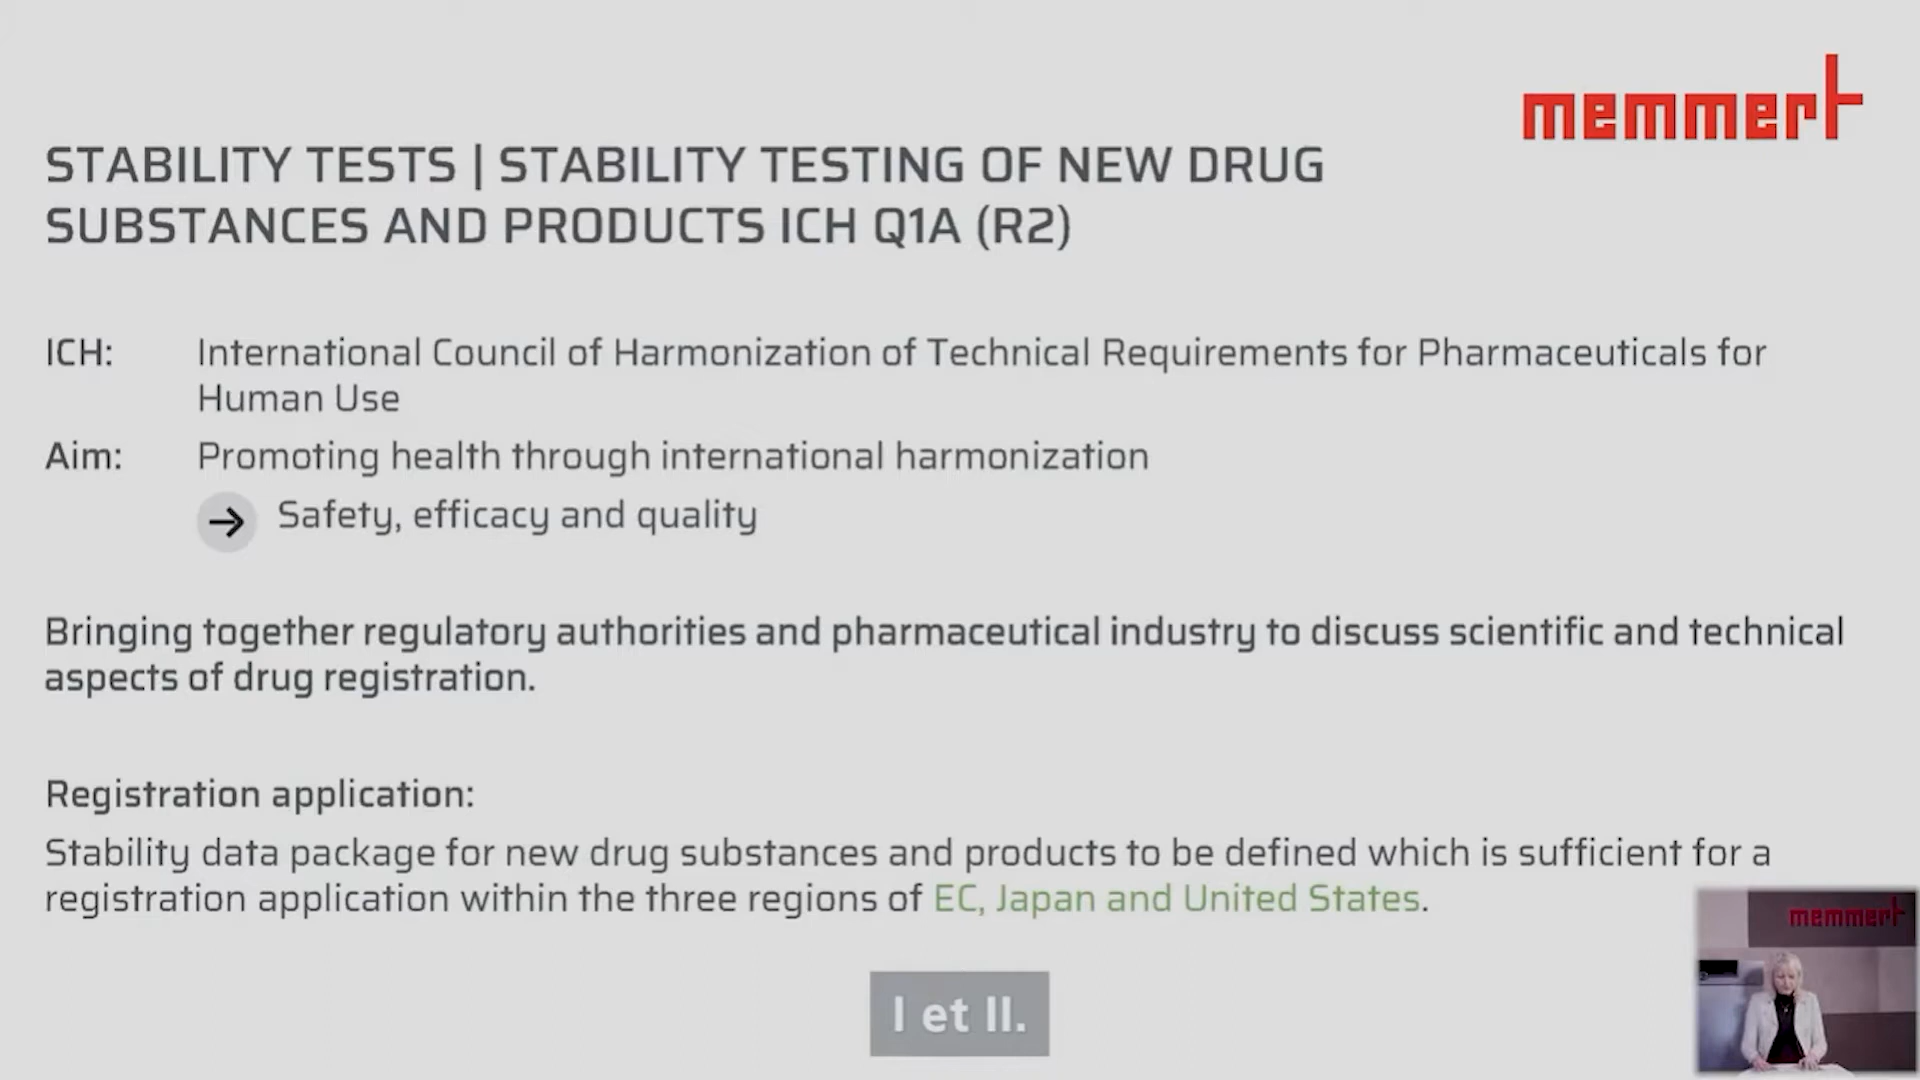 memmert
STABILITY TESTS | STABILITY TESTING OF NEW DRUG
SUBSTANCES AND PRODUCTS ICH Q1A (R2)
ICH: International Council of Harmonization of Technical Requirements for Pharmaceuticals for
Human Use
Aim: Promoting health through international harmonization
→ Safety, efficacy and quality
Bringing together regulatory authorities and pharmaceutical industry to discuss scientific and technical
aspects of drug registration.
Registration application:
Stability data package for new drug substances and products to be defined which is sufficient for a
registration application within the three regions of EC, Japan and United States.
memmert
I et II.